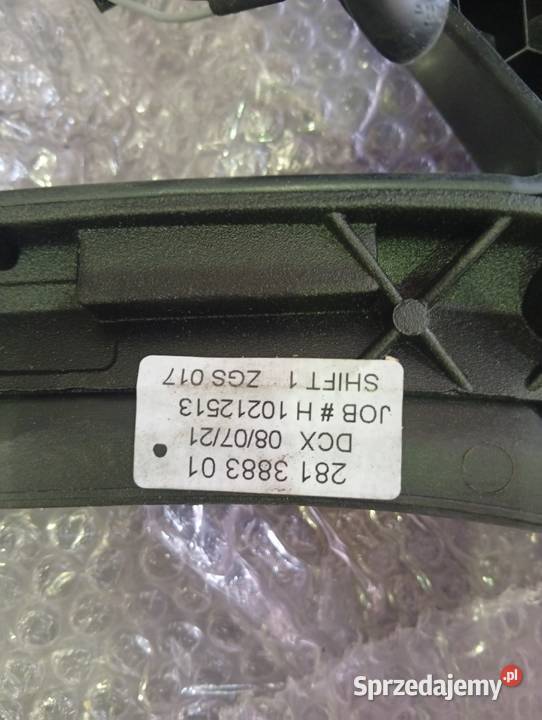 281 3883 01
DCX 08/07/21
JOB # H 10212513
SHIFT 1 ZGS 017
Sprzedajemy.pl